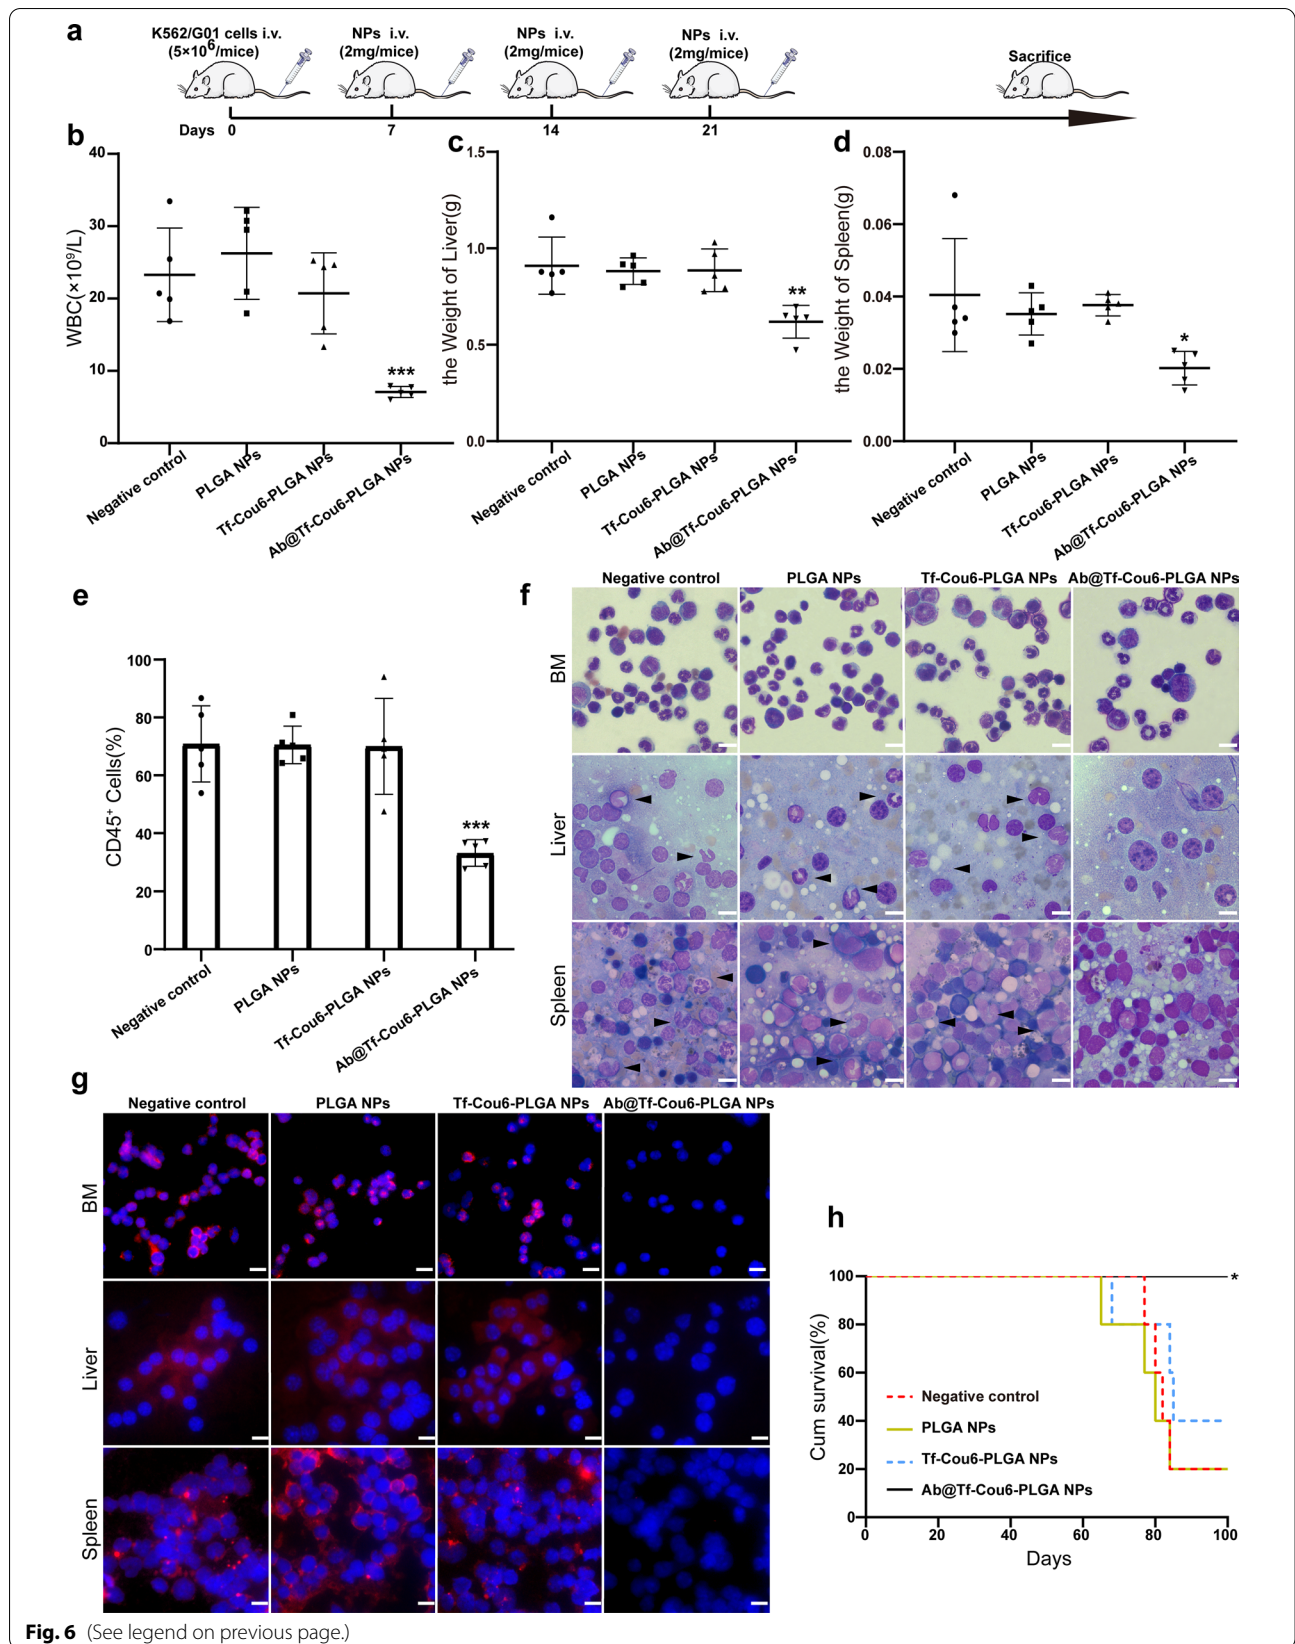 a
K562/G01 cells i.v.
(5×10⁶/mice)
NPs i.v.
(2mg/mice)
NPs i.v.
(2mg/mice)
NPs i.v.
(2mg/mice)
Sacrifice
Days 0 7 14 21
b
WBC(×10⁹/L)
40
30
20
10
0
***
Negative control
PLGA NPs
Tf-Cou6-PLGA NPs
Ab@Tf-Cou6-PLGA NPs
c
the Weight of Liver(g)
1.5
1.0
0.5
0.0
**
Negative control
PLGA NPs
Tf-Cou6-PLGA NPs
Ab@Tf-Cou6-PLGA NPs
d
the Weight of Spleen(g)
0.08
0.06
0.04
0.02
0.00
*
Negative control
PLGA NPs
Tf-Cou6-PLGA NPs
Ab@Tf-Cou6-PLGA NPs
e
CD45⁺ Cells(%)
100
80
60
40
20
0
***
Negative control
PLGA NPs
Tf-Cou6-PLGA NPs
Ab@Tf-Cou6-PLGA NPs
f
Negative control PLGA NPs Tf-Cou6-PLGA NPs Ab@Tf-Cou6-PLGA NPs
BM
Liver
Spleen
g
Negative control PLGA NPs Tf-Cou6-PLGA NPs Ab@Tf-Cou6-PLGA NPs
BM
Liver
Spleen
h
Cum survival(%)
100
80
60
40
20
0
*
Negative control
PLGA NPs
Tf-Cou6-PLGA NPs
Ab@Tf-Cou6-PLGA NPs
0 20 40 60 80 100
Days
Fig. 6 (See legend on previous page.)